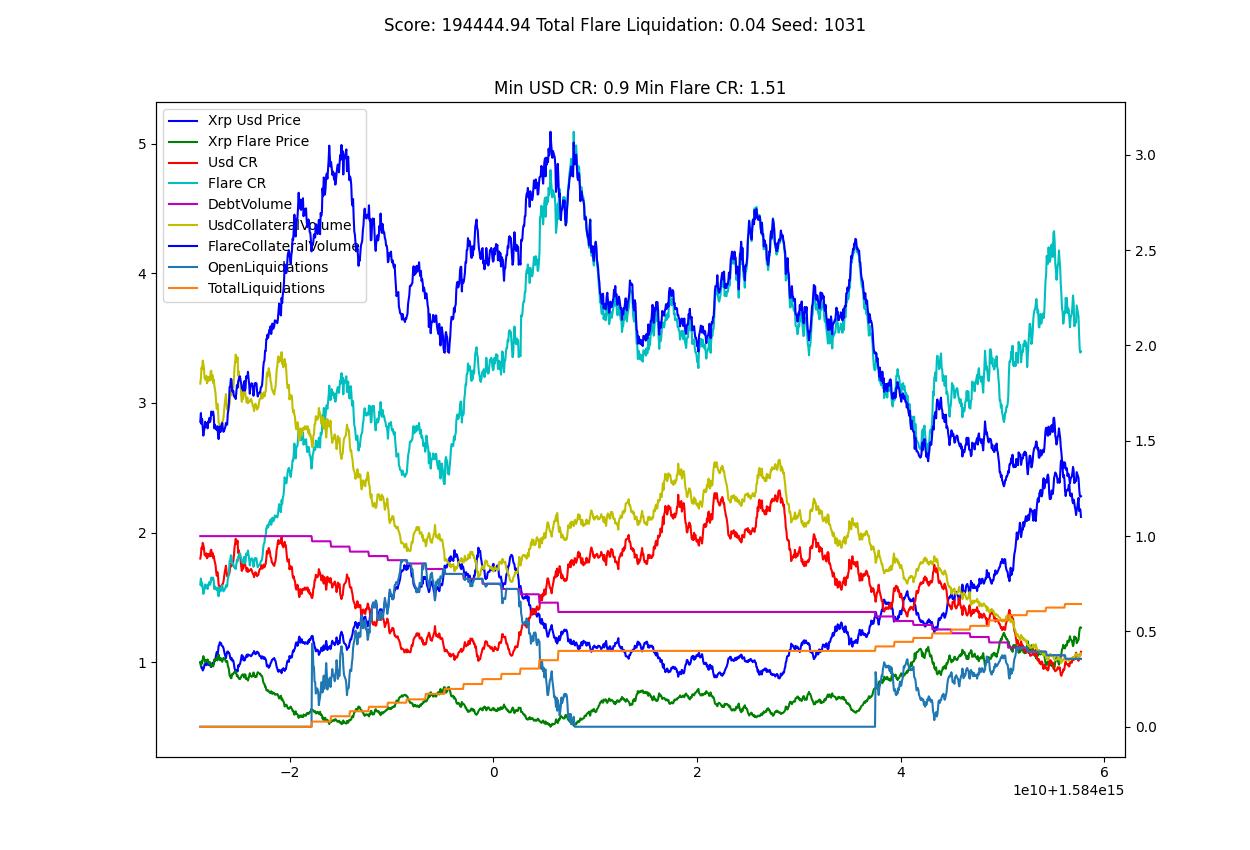 Score: 194444.94 Total Flare Liquidation: 0.04 Seed: 1031
Min USD CR: 0.9 Min Flare CR: 1.51
Xrp Usd Price
Xrp Flare Price
Usd CR
Flare CR
DebtVolume
UsdCollateralVolume
FlareCollateralVolume
OpenLiquidations
TotalLiquidations
5
4
3
2
1
3.0
2.5
2.0
1.5
1.0
0.5
0.0
−2
0
2
4
6
1e10+1.584e15